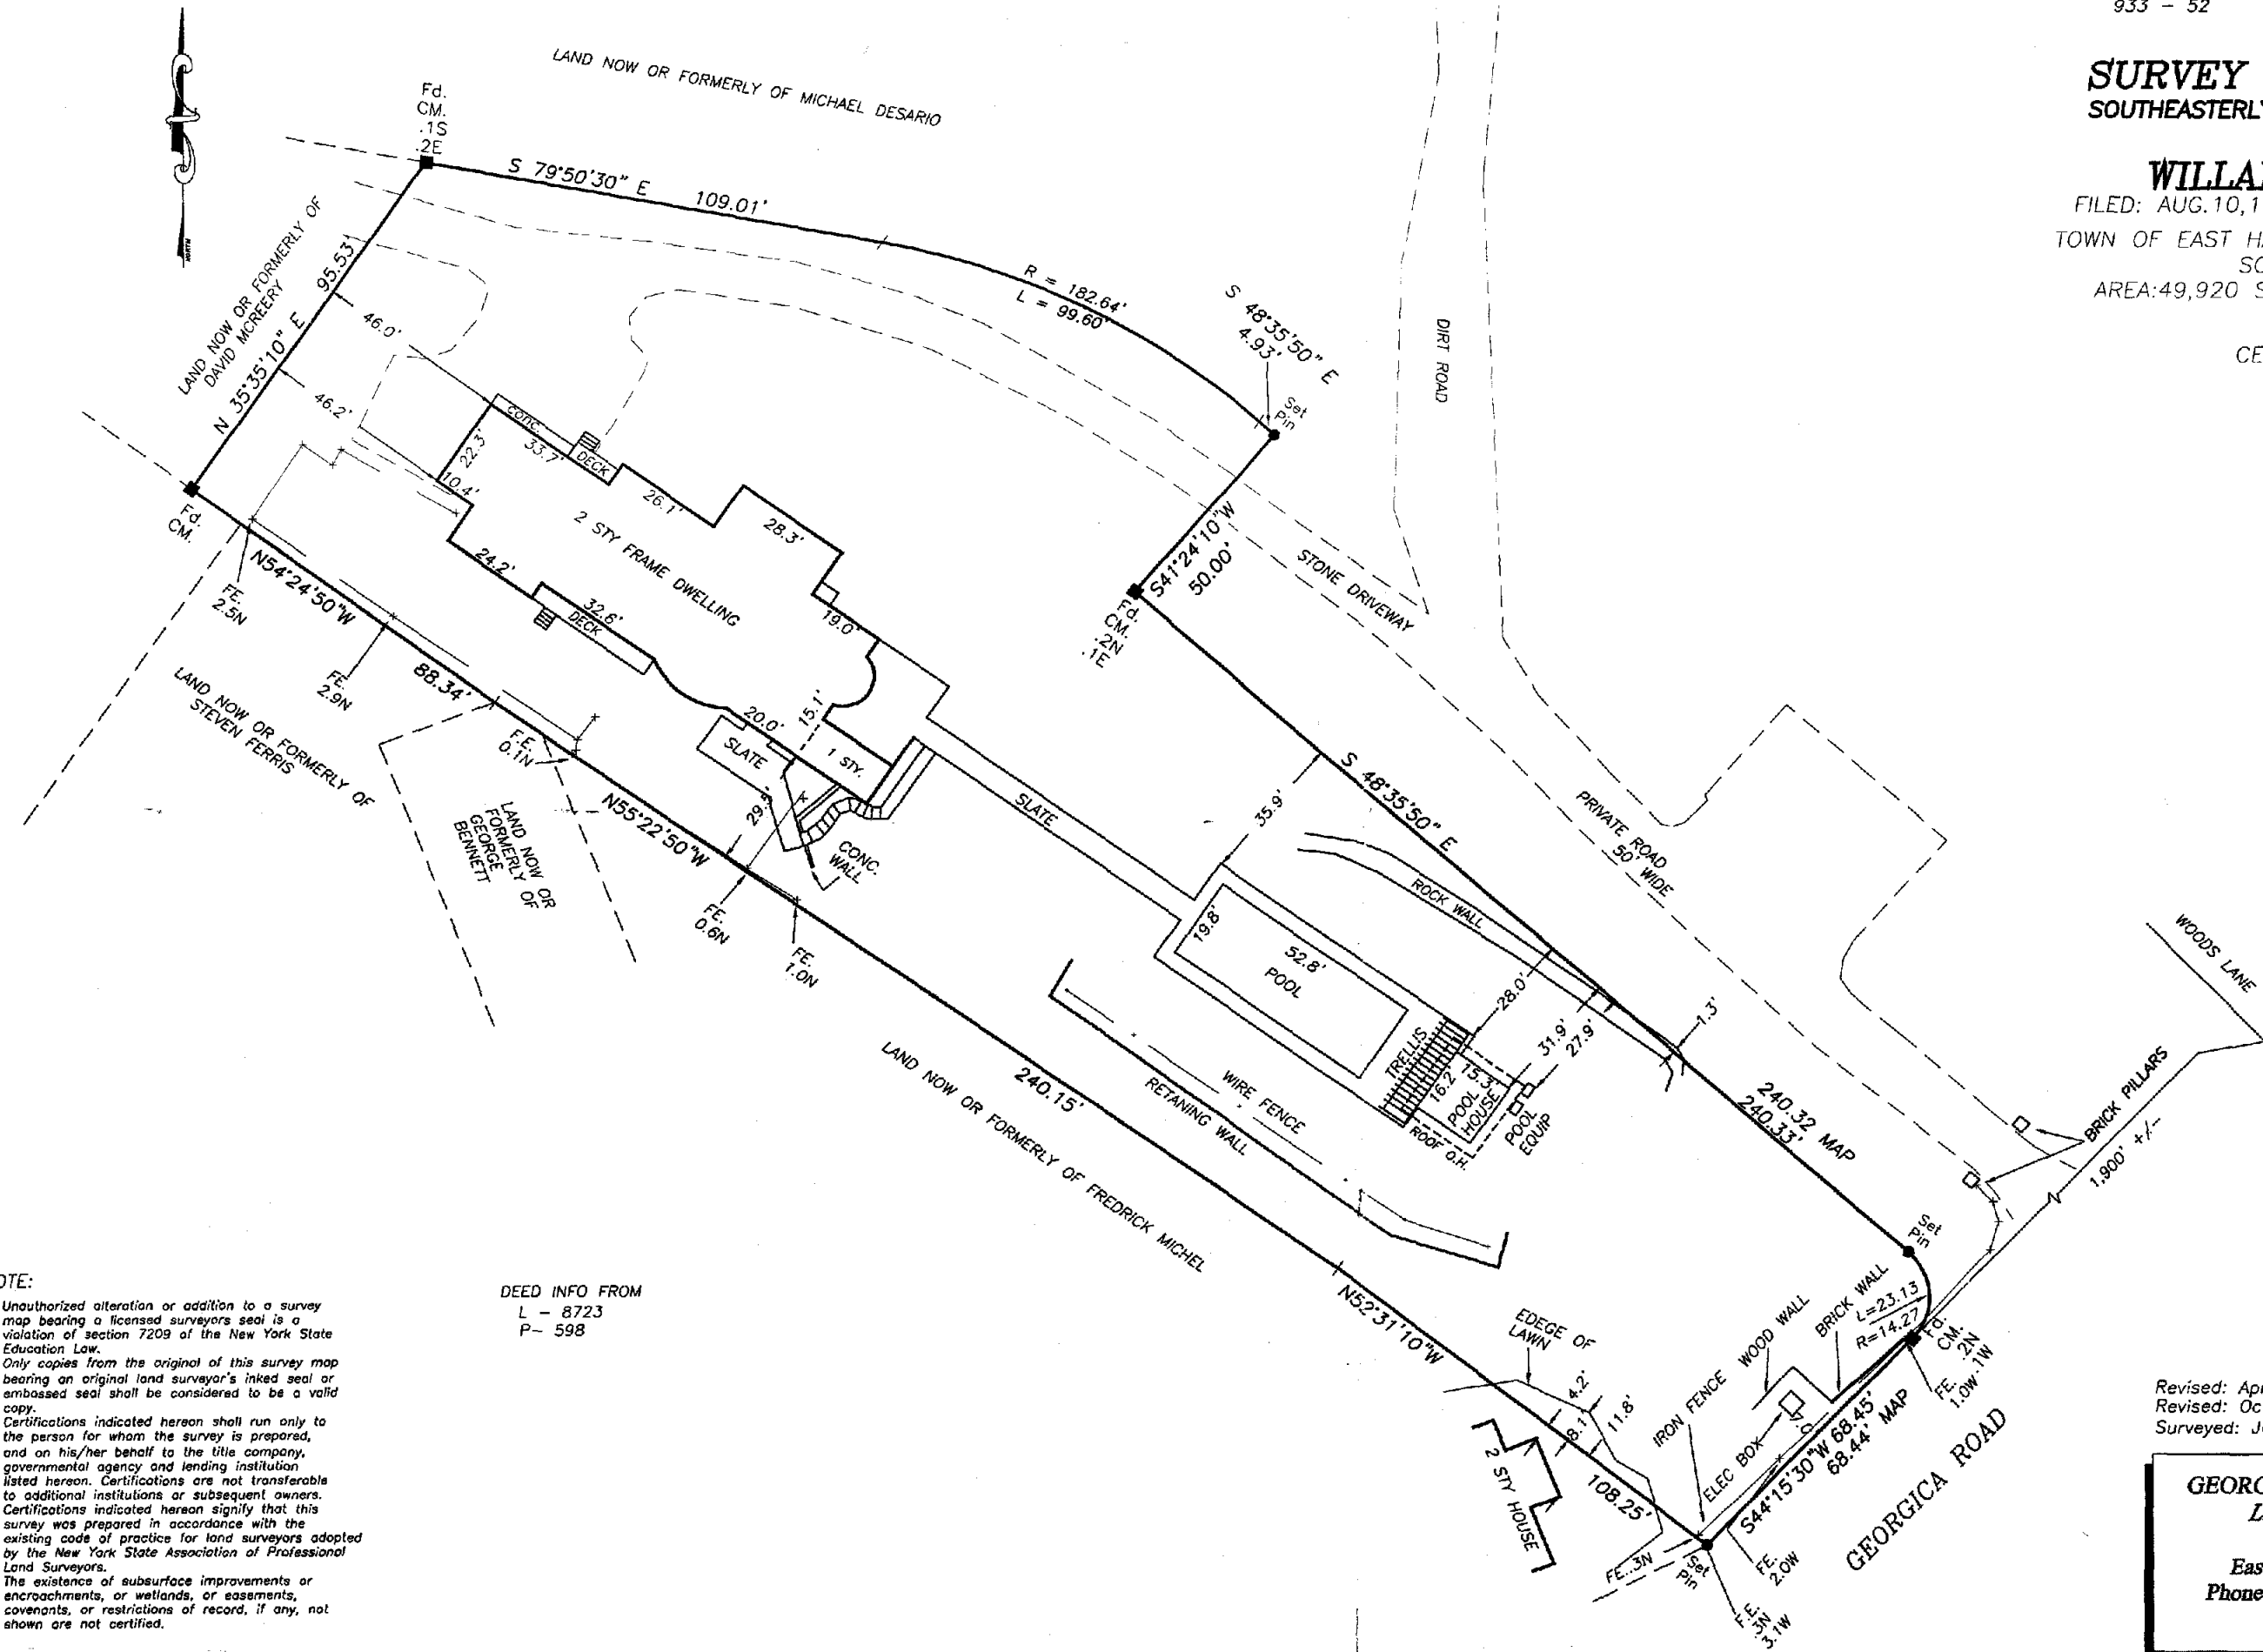 933 - 52
SURVEY
SOUTHEASTERLY
FILED: AUG.10,1
TOWN OF EAST
AREA:49,920 S
NORTH
LAND NOW OR FORMERLY OF MICHAEL DESARIO
Fd.
CM.
.1S
.2E
S 79°50'30" E
109.01'
R = 182.64'
L = 99.60'
S 48°35'50" E
4.93'
Set
Pin
DIRT ROAD
LAND NOW OR FORMERLY OF
DAVID MCREERY
N 35°35'10" E
95.53'
46.0'
46.2'
CONC.
33.7'
DECK
22.3'
10.4'
26.1'
28.3'
2 STY FRAME DWELLING
24.2'
32.6'
DECK
19.0'
Fd.
CM.
FE.
2.5N
N54°24'50"W
FE.
2.9N
88.34'
LAND NOW OR FORMERLY OF
STEVEN FERRIS
F.E.
0.1N
LAND NOW OR
FORMERLY OF
GEORGE
BENNETT
N55°22'50"W
20.0'
15.1'
1 STY.
SLATE
CONC.
WALL
FE.
0.6N
FE.
1.0N
S41°24'10"W
50.00'
Fd.
CM.
.2N
.1E
STONE DRIVEWAY
SLATE
35.9'
S 48°35'50" E
PRIVATE ROAD
50' WIDE
ROCK WALL
19.8'
52.8'
POOL
28.0'
31.9'
27.9'
1.3'
TRELLIS
16.2'
15.3'
POOL
HOUSE
POOL
EQUIP
ROOF O.H.
WIRE FENCE
RETANING WALL
240.15'
LAND NOW OR FORMERLY OF FREDRICK MICHEL
240.32 MAP
240.33'
WOODS LANE
BRICK PILLARS
1,900' +/-
Set
Pin
N52°31'10"W
EDEGE OF
LAWN
4.2'
8.1'
11.8'
2 STY HOUSE
108.25'
IRON FENCE
WOOD WALL
BRICK WALL
L=23.13
R=14.27
Fd.
CM.
.2N
.1W
FE.
1.0W
ELEC BOX
7.0'
S44°15'30"W 68.45'
68.44' MAP
GEORGICA ROAD
FE. .3N
Set
Pin
FE.
2.0W
F.E.
.3N
3.1W
DEED INFO FROM
L - 8723
P- 598
OTE:
Unauthorized alteration or addition to a survey
map bearing a licensed surveyors seal is a
violation of section 7209 of the New York State
Education Law.
Only copies from the original of this survey map
bearing an original land surveyor's inked seal or
embossed seal shall be considered to be a valid
copy.
Certifications indicated hereon shall run only to
the person for whom the survey is prepared,
and on his/her behalf to the title company,
governmental agency and lending institution
listed hereon. Certifications are not transferable
to additional institutions or subsequent owners.
Certifications indicated hereon signify that this
survey was prepared in accordance with the
existing code of practice for land surveyors adopted
by the New York State Association of Professional
Land Surveyors.
The existence of subsurface improvements or
encroachments, or wetlands, or easements,
covenants, or restrictions of record, if any, not
shown are not certified.
Revised: Ap
Revised: Oc
Surveyed: J
GEORG
Eas
Phone